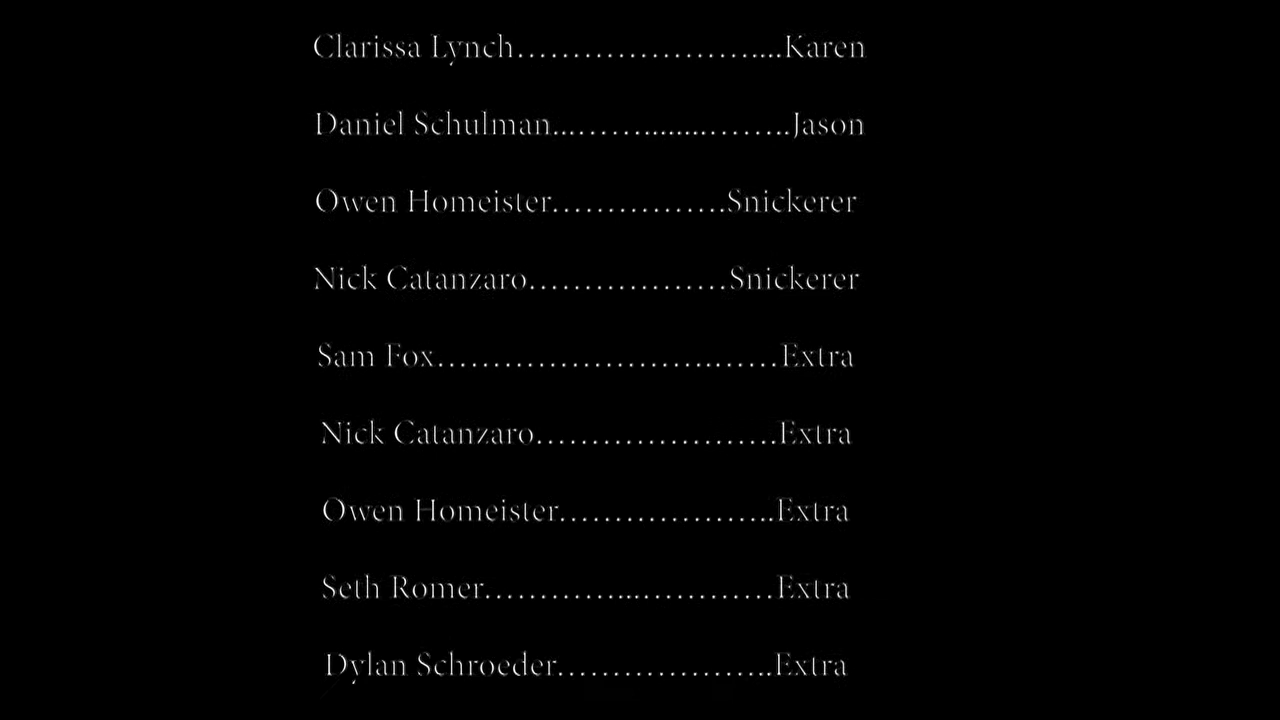 Clarissa Lynch…………………….....Karen
Daniel Schulman...……........……..Jason
Owen Homeister……………….Snickerer
Nick Catanzaro…………………Snickerer
Sam Fox……………………….……Extra
Nick Catanzaro…………………….Extra
Owen Homeister…………………..Extra
Seth Romer…………...…………Extra
Dylan Schroeder…………………..Extra